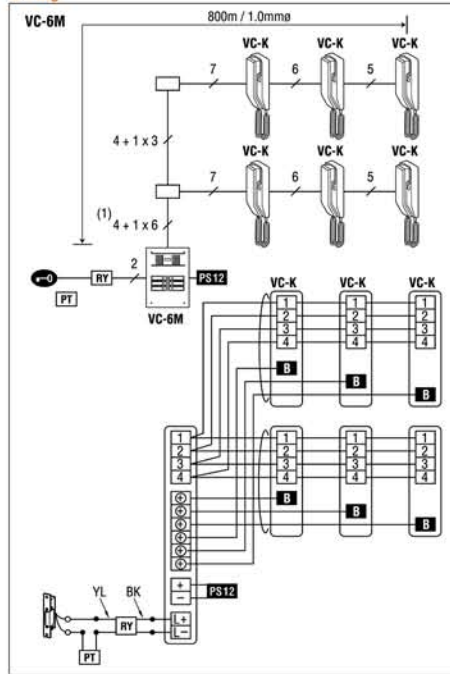 VC-6M
800m / 1.0mmø
VC-K VC-K VC-K
7 6 5
4 + 1 x 3
VC-K VC-K VC-K
7 6 5
(1)
4 + 1 x 6
RY 2 PS12
PT
VC-6M
VC-K VC-K VC-K
1 1 1
2 2 2
3 3 3
4 4 4
B
B
B
1 1 1 1
2 2 2 2
3 3 3 3
4 4 4 4
+ B
+ B
+ B
+
+
+
+ PS12
−
YL BK
RY L+
L−
PT